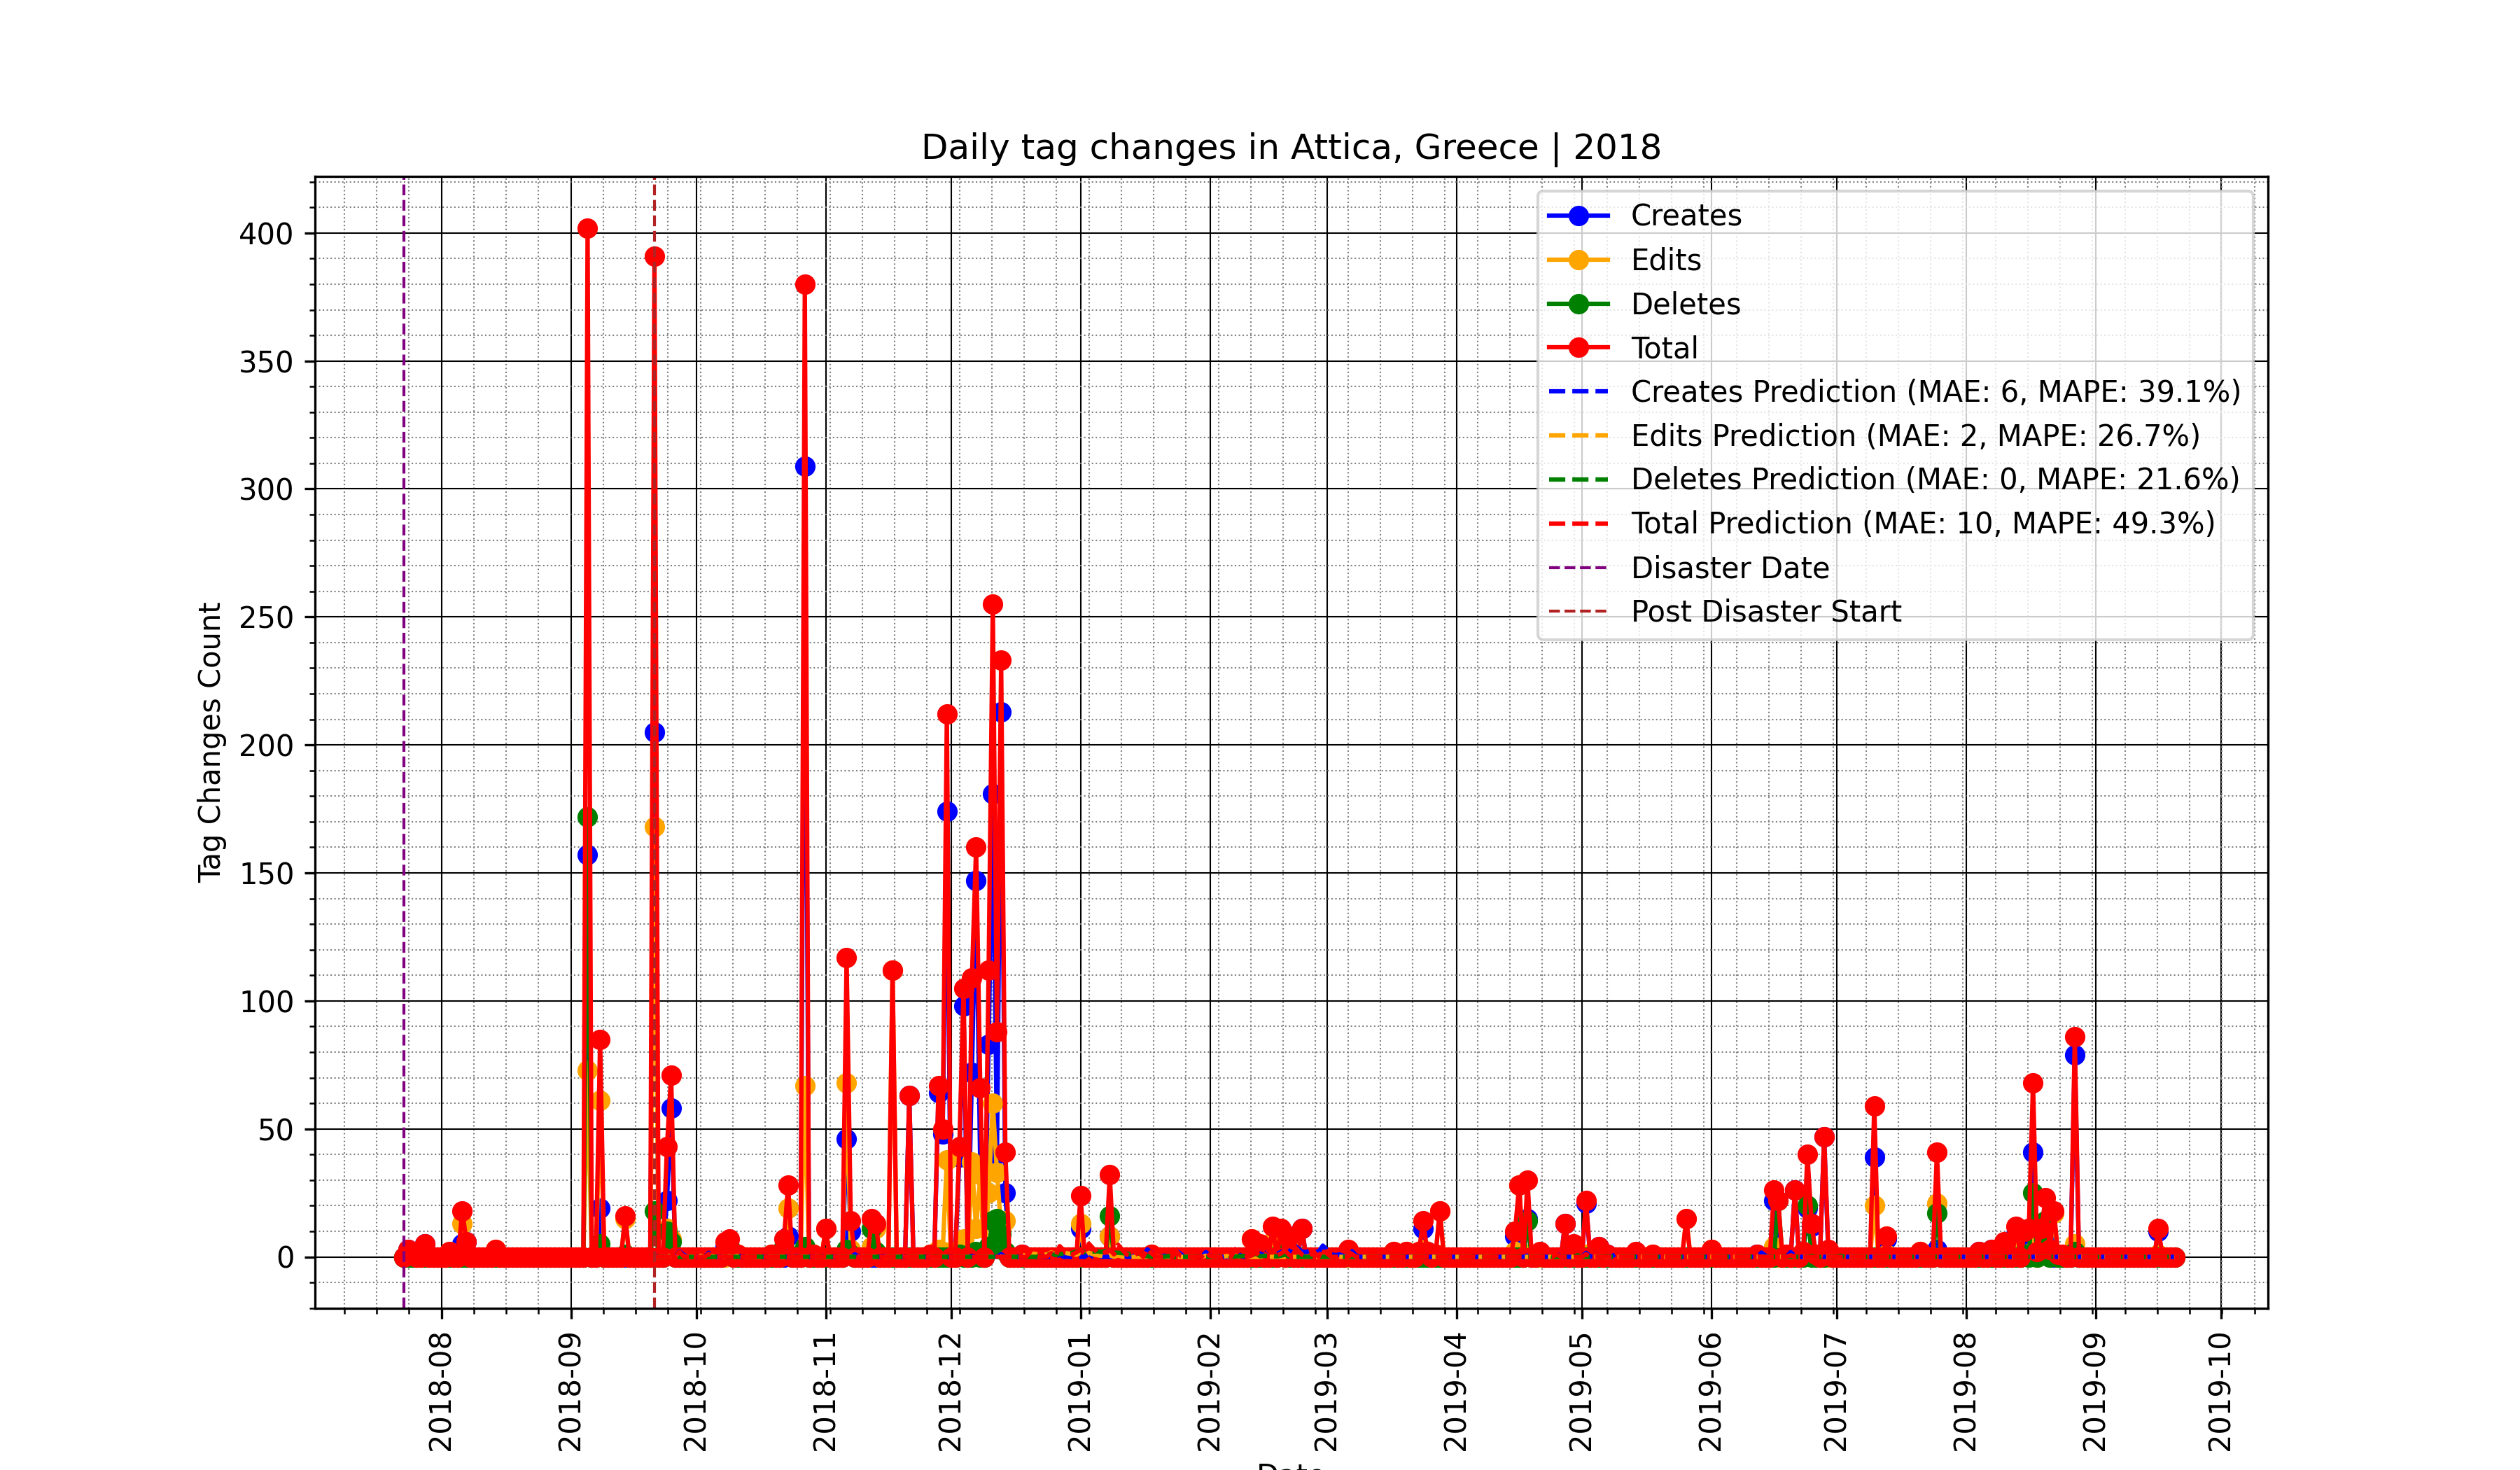 Daily tag changes in Attica, Greece | 2018
Tag Changes Count
400
350
300
250
200
150
100
50
0
Creates
Edits
Deletes
Total
Creates Prediction (MAE: 6, MAPE: 39.1%)
Edits Prediction (MAE: 2, MAPE: 26.7%)
Deletes Prediction (MAE: 0, MAPE: 21.6%)
Total Prediction (MAE: 10, MAPE: 49.3%)
Disaster Date
Post Disaster Start
2018-08
2018-09
2018-10
2018-11
2018-12
2019-01
2019-02
2019-03
2019-04
2019-05
2019-06
2019-07
2019-08
2019-09
2019-10
Date